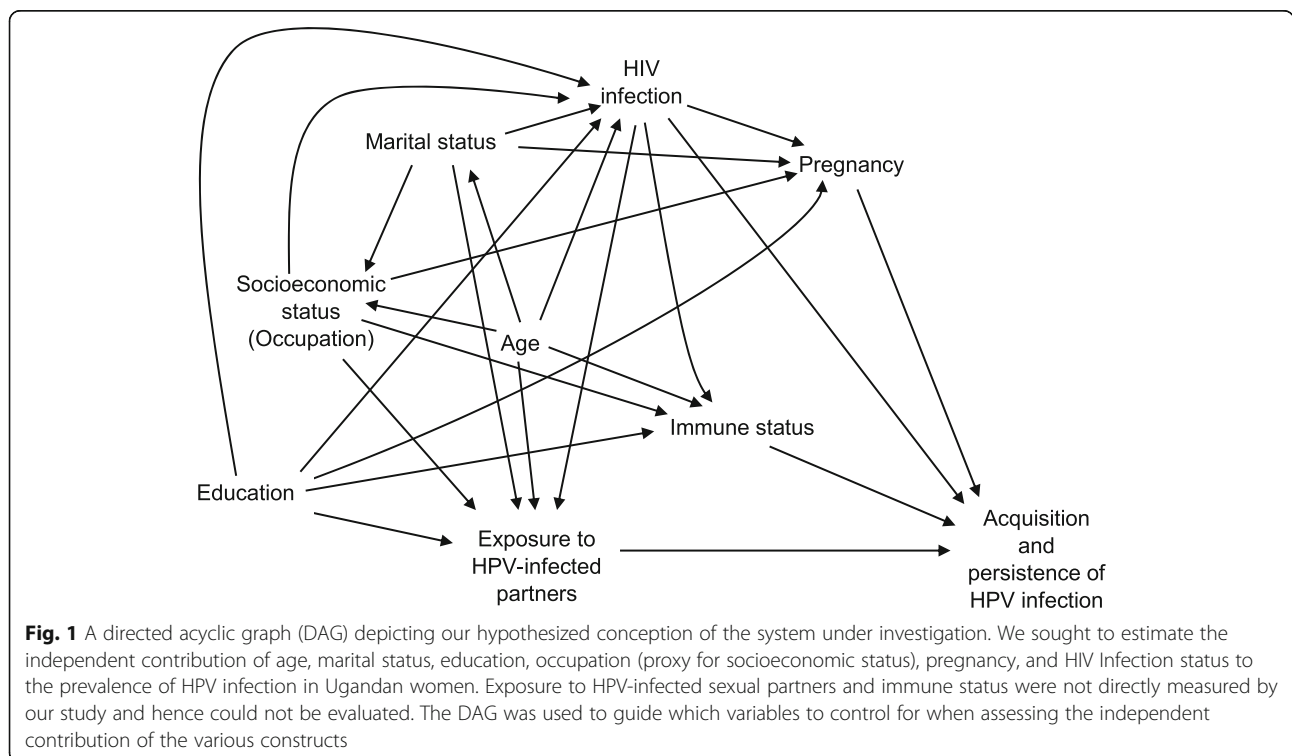 HIV
infection
Marital status
Pregnancy
Socioeconomic
status
(Occupation)
Age
Immune status
Education
Exposure to
HPV-infected
partners
Acquisition
and
persistence of
HPV infection
Fig. 1 A directed acyclic graph (DAG) depicting our hypothesized conception of the system under investigation. We sought to estimate the
independent contribution of age, marital status, education, occupation (proxy for socioeconomic status), pregnancy, and HIV Infection status to
the prevalence of HPV infection in Ugandan women. Exposure to HPV-infected sexual partners and immune status were not directly measured by
our study and hence could not be evaluated. The DAG was used to guide which variables to control for when assessing the independent
contribution of the various constructs